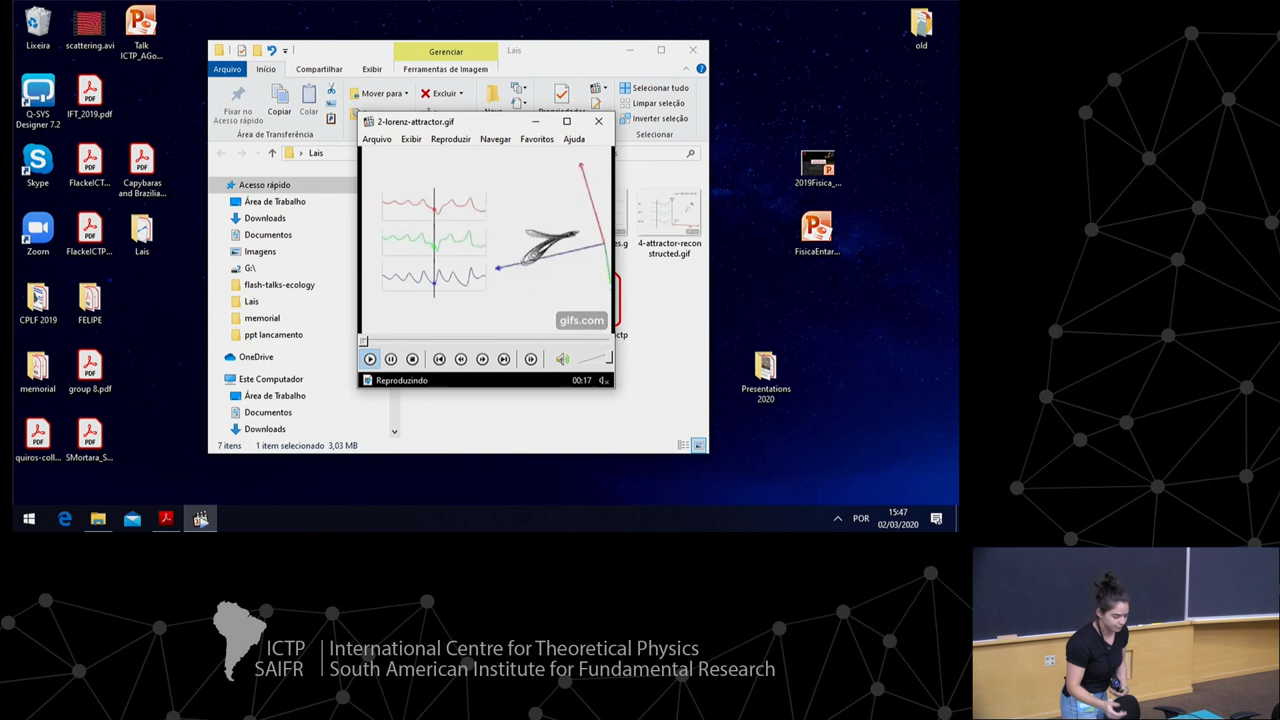 Lixeira
scattering.avi
Talk
ICTP_AGo...
Q-SYS
Designer 7.2
IFT_2019.pdf
Skype
FlackelCT...
Capybaras
and Brazilia...
Zoom
FlackelCTP...
Lais
CPLF 2019
FELIPE
memorial
group 8.pdf
quiros-coll...
SMortara_S...
old
2019Fisica_...
FisicaEntar...
Presentations
2020
Gerenciar
Lais
Arquivo
Início
Compartilhar
Exibir
Ferramentas de Imagem
Fixar no
Acesso rápido
Copiar
Colar
Mover para
Excluir
Selecionar tudo
Limpar seleção
Inverter seleção
Área de Transferência
Selecionar
Lais
Acesso rápido
Área de Trabalho
Downloads
Documentos
Imagens
G:\
flash-talks-ecology
Lais
memorial
ppt lancamento
OneDrive
Este Computador
Área de Trabalho
Documentos
Downloads
7 itens
1 item selecionado 3,03 MB
2-lorenz-attractor.gif
Arquivo
Exibir
Reproduzir
Navegar
Favoritos
Ajuda
gifs.com
Reproduzindo
00:17
4-attractor-recon
structed.gif
POR
15:47
02/03/2020
ICTP
SAIFR
International Centre for Theoretical Physics
South American Institute for Fundamental Research